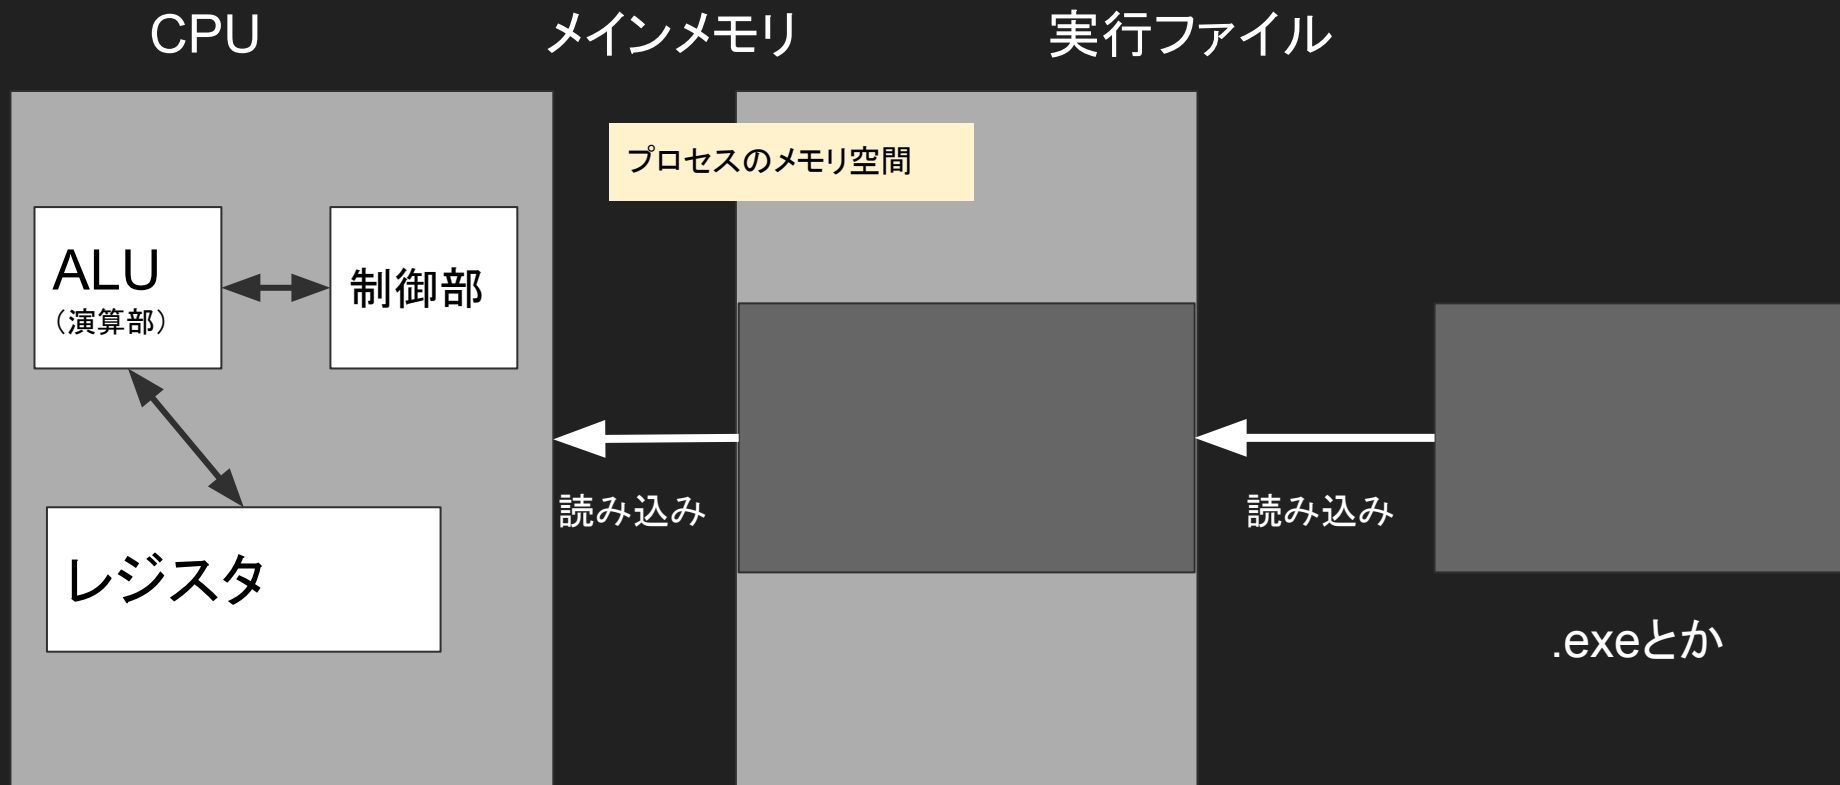 CPU
メインメモリ
実行ファイル
プロセスのメモリ空間
ALU
（演算部）
制御部
レジスタ
読み込み
読み込み
.exeとか